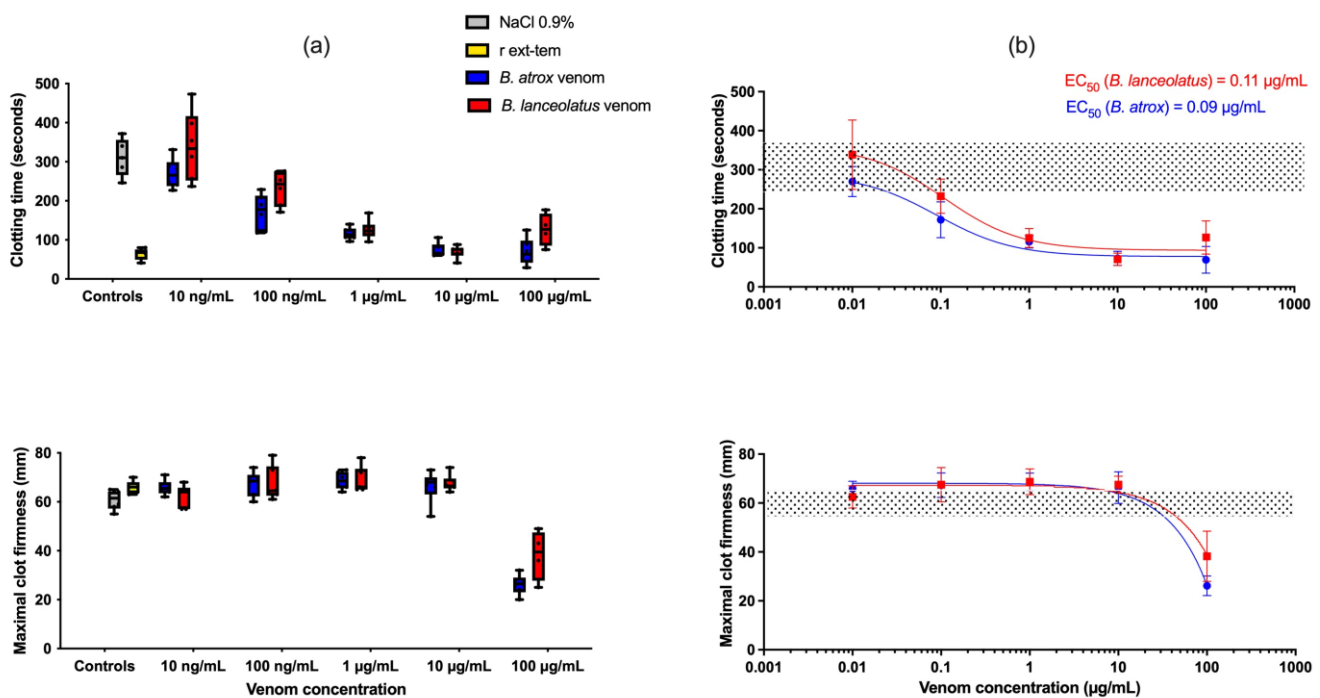 (a)
NaCl 0.9%
r ext-tem
B. atrox venom
B. lanceolatus venom
Clotting time (seconds)
500
400
300
200
100
0
Controls 10 ng/mL 100 ng/mL 1 µg/mL 10 µg/mL 100 µg/mL
(b)
EC50 (B. lanceolatus) = 0.11 µg/mL
EC50 (B. atrox) = 0.09 µg/mL
Clotting time (seconds)
500
400
300
200
100
0
0.001 0.01 0.1 1 10 100 1000
Maximal clot firmness (mm)
80
60
40
20
0
Controls 10 ng/mL 100 ng/mL 1 µg/mL 10 µg/mL 100 µg/mL
Venom concentration
Maximal clot firmness (mm)
80
60
40
20
0
0.001 0.01 0.1 1 10 100 1000
Venom concentration (µg/mL)